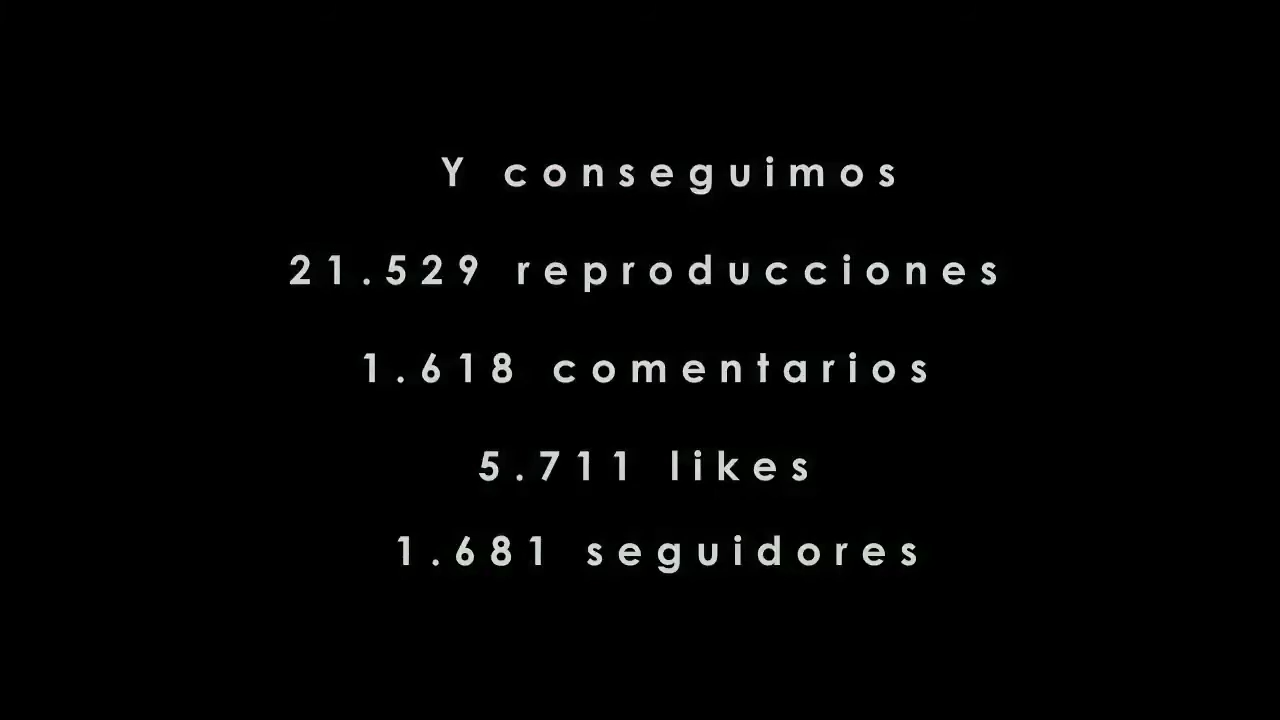 Y conseguimos
21.529 reproducciones
1.618 comentarios
5.711 likes
1.681 seguidores